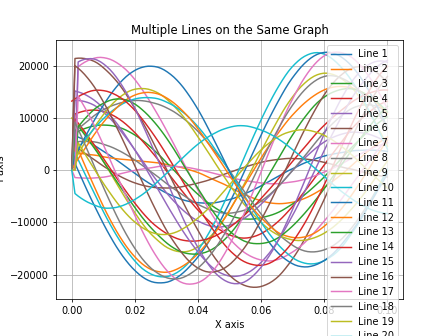 Multiple Lines on the Same Graph
20000
10000
0
−10000
−20000
0.00
0.02
0.04
0.06
X axis
Line 1
Line 2
Line 3
Line 4
Line 5
Line 6
Line 7
Line 8
Line 9
Line 10
Line 11
Line 12
Line 13
Line 14
Line 15
Line 16
Line 17
Line 18
Line 19
Line 20